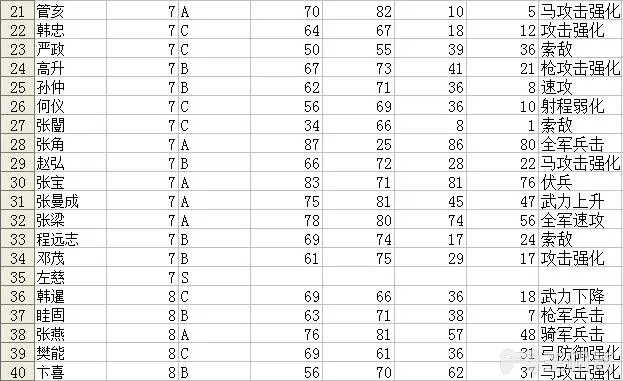 21 管亥 7 A 70 82 10 5 马攻击强化
22 韩忠 7 C 64 67 18 12 攻击强化
23 严政 7 C 50 55 39 36 索敌
24 高升 7 B 67 73 41 21 枪攻击强化
25 孙仲 7 B 62 71 36 8 速攻
26 何仪 7 C 56 69 36 10 射程弱化
27 张闓 7 C 34 66 8 1 索敌
28 张角 7 A 87 25 86 80 全军兵击
29 赵弘 7 B 66 72 28 22 马攻击强化
30 张宝 7 A 83 71 81 76 伏兵
31 张曼成 7 A 75 81 45 47 武力上升
32 张梁 7 A 78 80 74 56 全军速攻
33 程远志 7 B 69 74 17 24 索敌
34 邓茂 7 B 61 75 29 17 攻击强化
35 左慈 7 S
36 韩暹 8 C 69 66 36 18 武力下降
37 眭固 8 B 63 71 38 7 枪军兵击
38 张燕 8 A 76 81 57 48 骑军兵击
39 樊能 8 C 69 61 36 31 弓防御强化
40 卞喜 8 B 56 70 62 37 马攻击强化